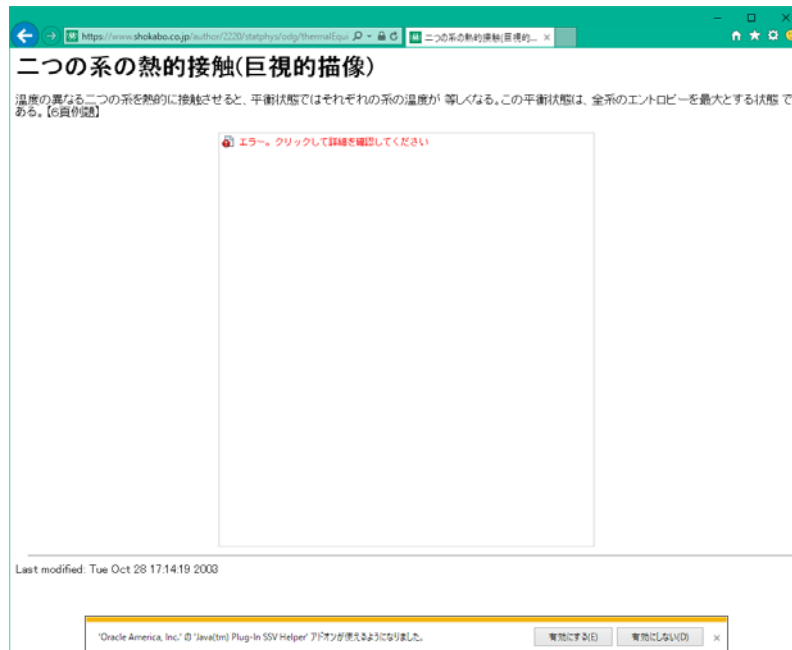 https://www.shokabo.co.jp/author/2220/statphys/odg/thermalEqui
二つの系の熱的接触(巨視的... ×
二つの系の熱的接触(巨視的描像)
温度の異なる二つの系を熱的に接触させると、平衡状態ではそれぞれの系の温度が 等しくなる。この平衡状態は、全系のエントロピーを最大とする状態 で
ある。【6頁例題】
エラー。クリックして詳細を確認してください
Last modified: Tue Oct 28 17:14:19 2003
'Oracle America, Inc.' の 'Java(tm) Plug-In SSV Helper' アドオンが使えるようになりました。
有効にする(E)
有効にしない(D)
×